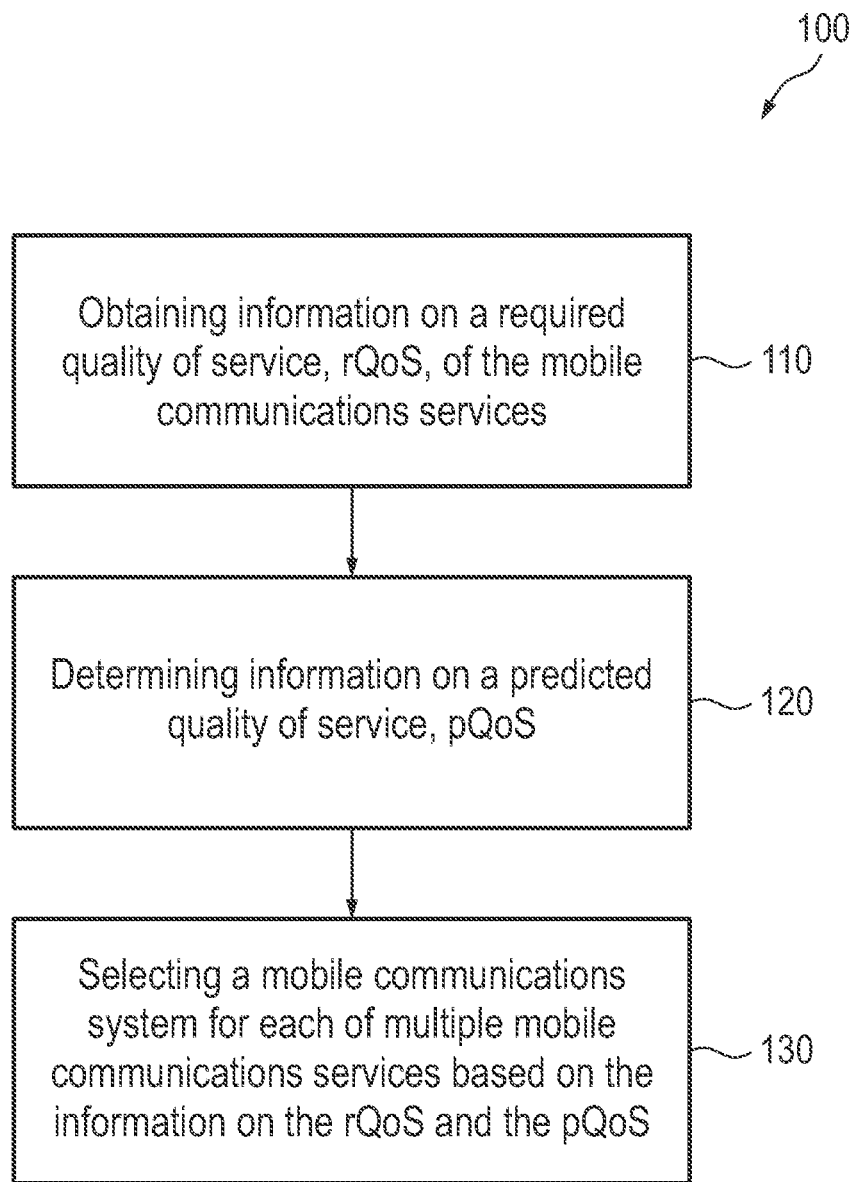 100
Obtaining information on a required
quality of service, rQoS, of the mobile
communications services
110
Determining information on a predicted
quality of service, pQoS
120
Selecting a mobile communications
system for each of multiple mobile
communications services based on the
information on the rQoS and the pQoS
130